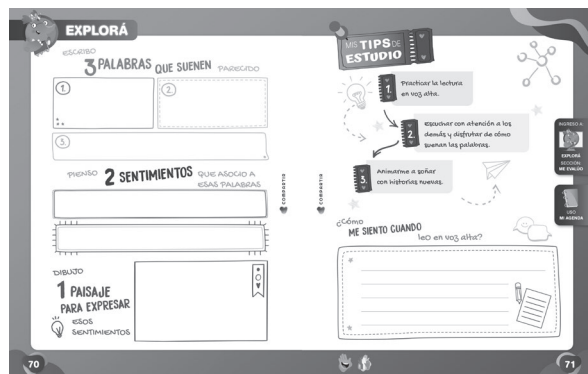 EXPLORÁ
ESCRIBO
3 PALABRAS QUE SUENEN PARECIDO
1.
2.
3.
PIENSO 2 SENTIMIENTOS QUE ASOCIO A
ESAS PALABRAS
DIBUJO
1 PAISAJE
PARA EXPRESAR
ESOS
SENTIMIENTOS
COMPARTIR
70
MIS TIPS DE
ESTUDIO
1.
Practicar la lectura
en voz alta.
2.
Escuchar con atención a los
demás y disfrutar de cómo
suenan las palabras.
3.
Animarme a soñar
con historias nuevas.
COMPARTIR
¿Cómo
ME SIENTO CUANDO
leo en voz alta?
INGRESO A:
EXPLORÁ
SECCIÓN:
ME EVALÚO
USO
MI AGENDA
71